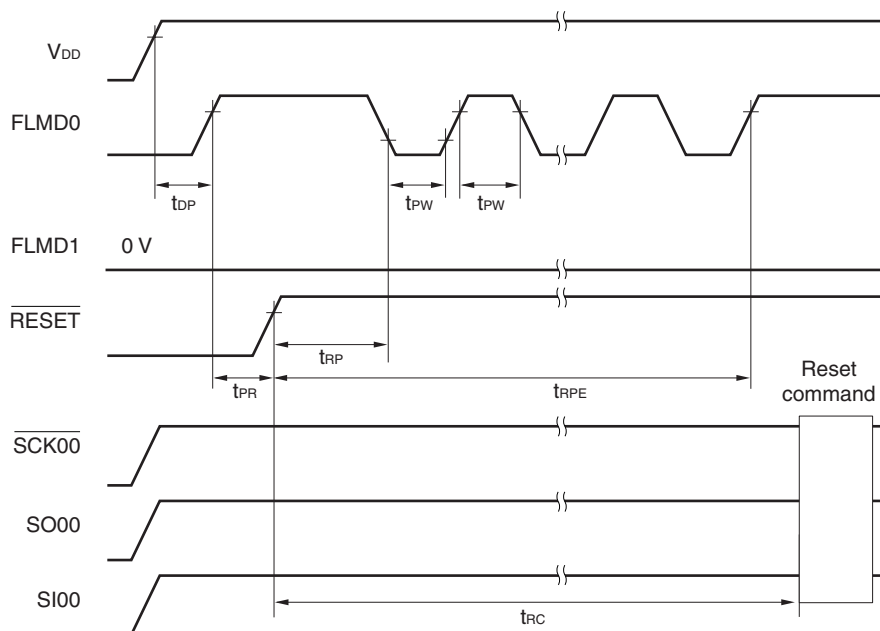 VDD
FLMD0
tDP
tPW
tPW
FLMD1 0 V
RESET
tRP
tPR
tRPE
Reset
command
SCK00
SO00
SI00
tRC